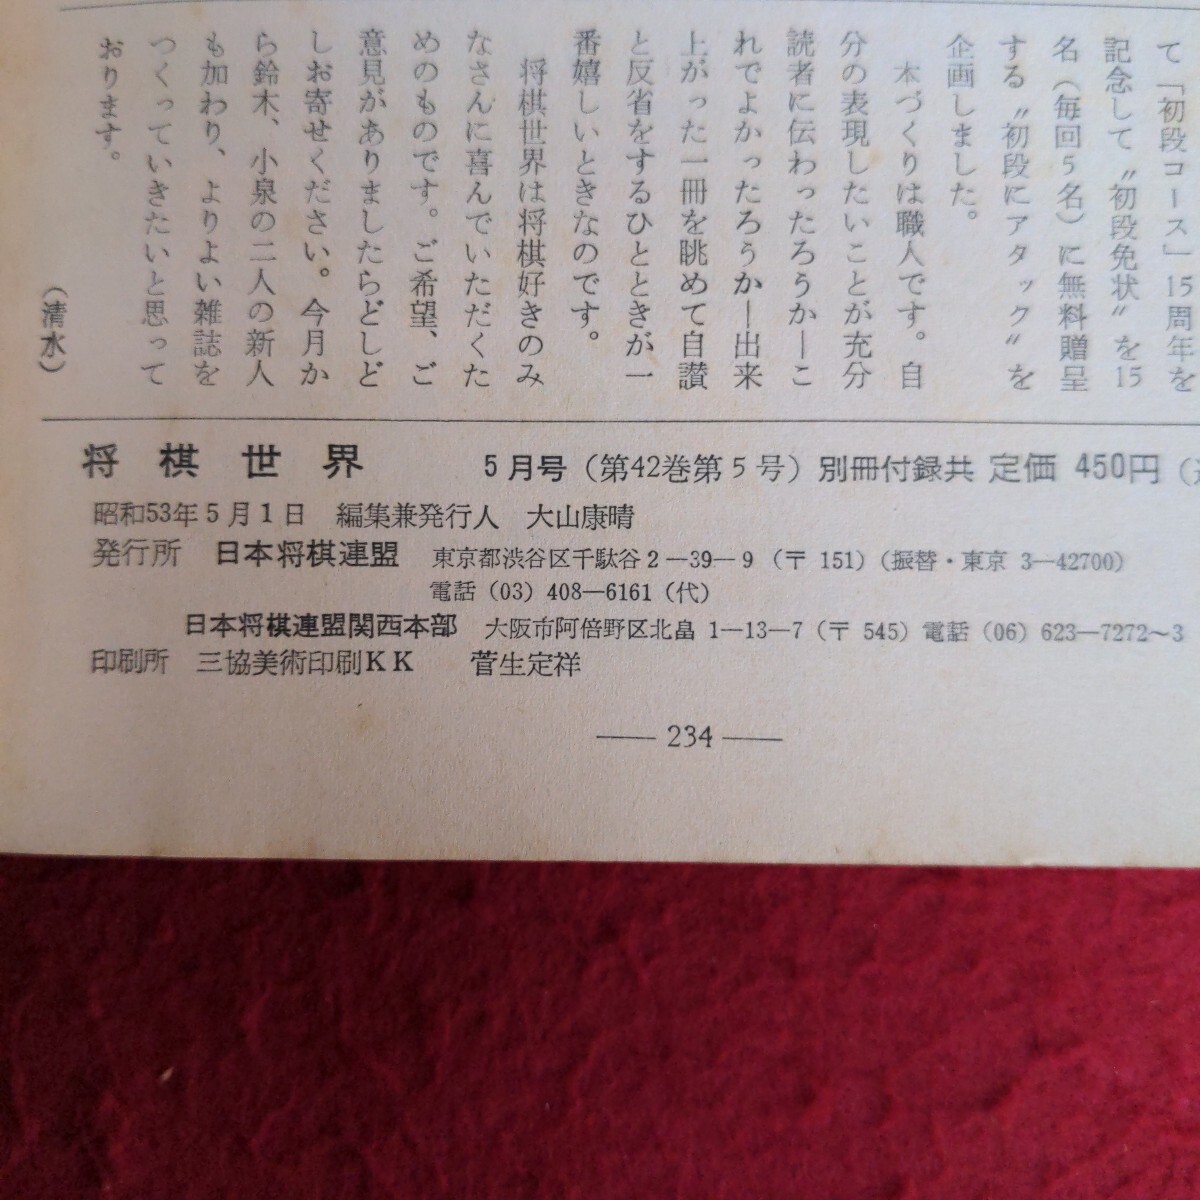 て「初段コース」15周年を
記念して〝初段免状〟を15
名（毎回5名）に無料贈呈
する〝初段にアタック〟を
企画しました。
本づくりは職人です。自
分の表現したいことが充分
読者に伝わったろうか―こ
れでよかったろうか―出来
上がった一冊を眺めて自讃
と反省をするひとときが一
番嬉しいときなのです。
将棋世界は将棋好きのみ
なさんに喜んでいただくた
めのものです。ご希望、ご
意見がありましたらどしど
しお寄せください。今月か
ら鈴木、小泉の二人の新人
も加わり、よりよい雑誌を
つくっていきたいと思って
おります。
（清水）
将棋世界 5月号（第42巻第5号）別冊付録共 定価 450円（
昭和53年5月1日 編集兼発行人 大山康晴
発行所 日本将棋連盟 東京都渋谷区千駄谷2―39―9（〒151）（振替・東京 3―42700）
電話（03）408―6161（代）
日本将棋連盟関西本部 大阪市阿倍野区北畠 1―13―7（〒545）電話（06）623―7272～3
印刷所 三協美術印刷KK 菅生定祥
―234―